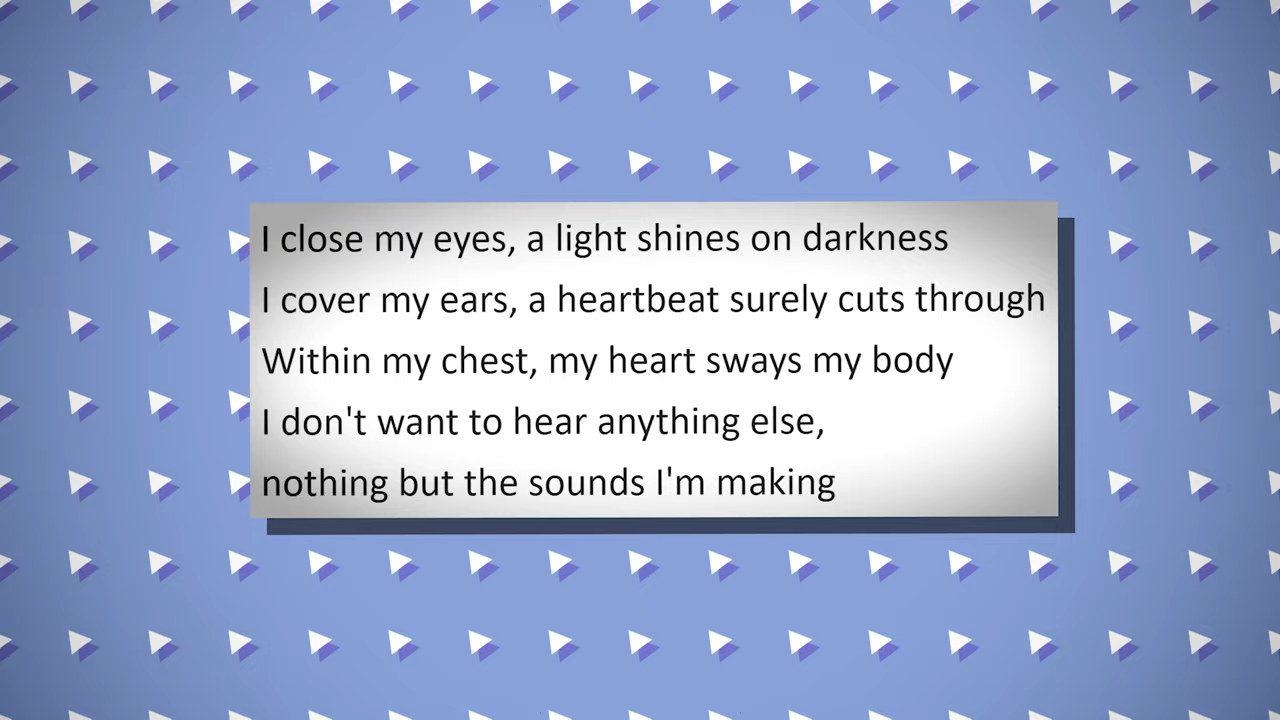 I close my eyes, a light shines on darkness
I cover my ears, a heartbeat surely cuts through
Within my chest, my heart sways my body
I don't want to hear anything else,
nothing but the sounds I'm making